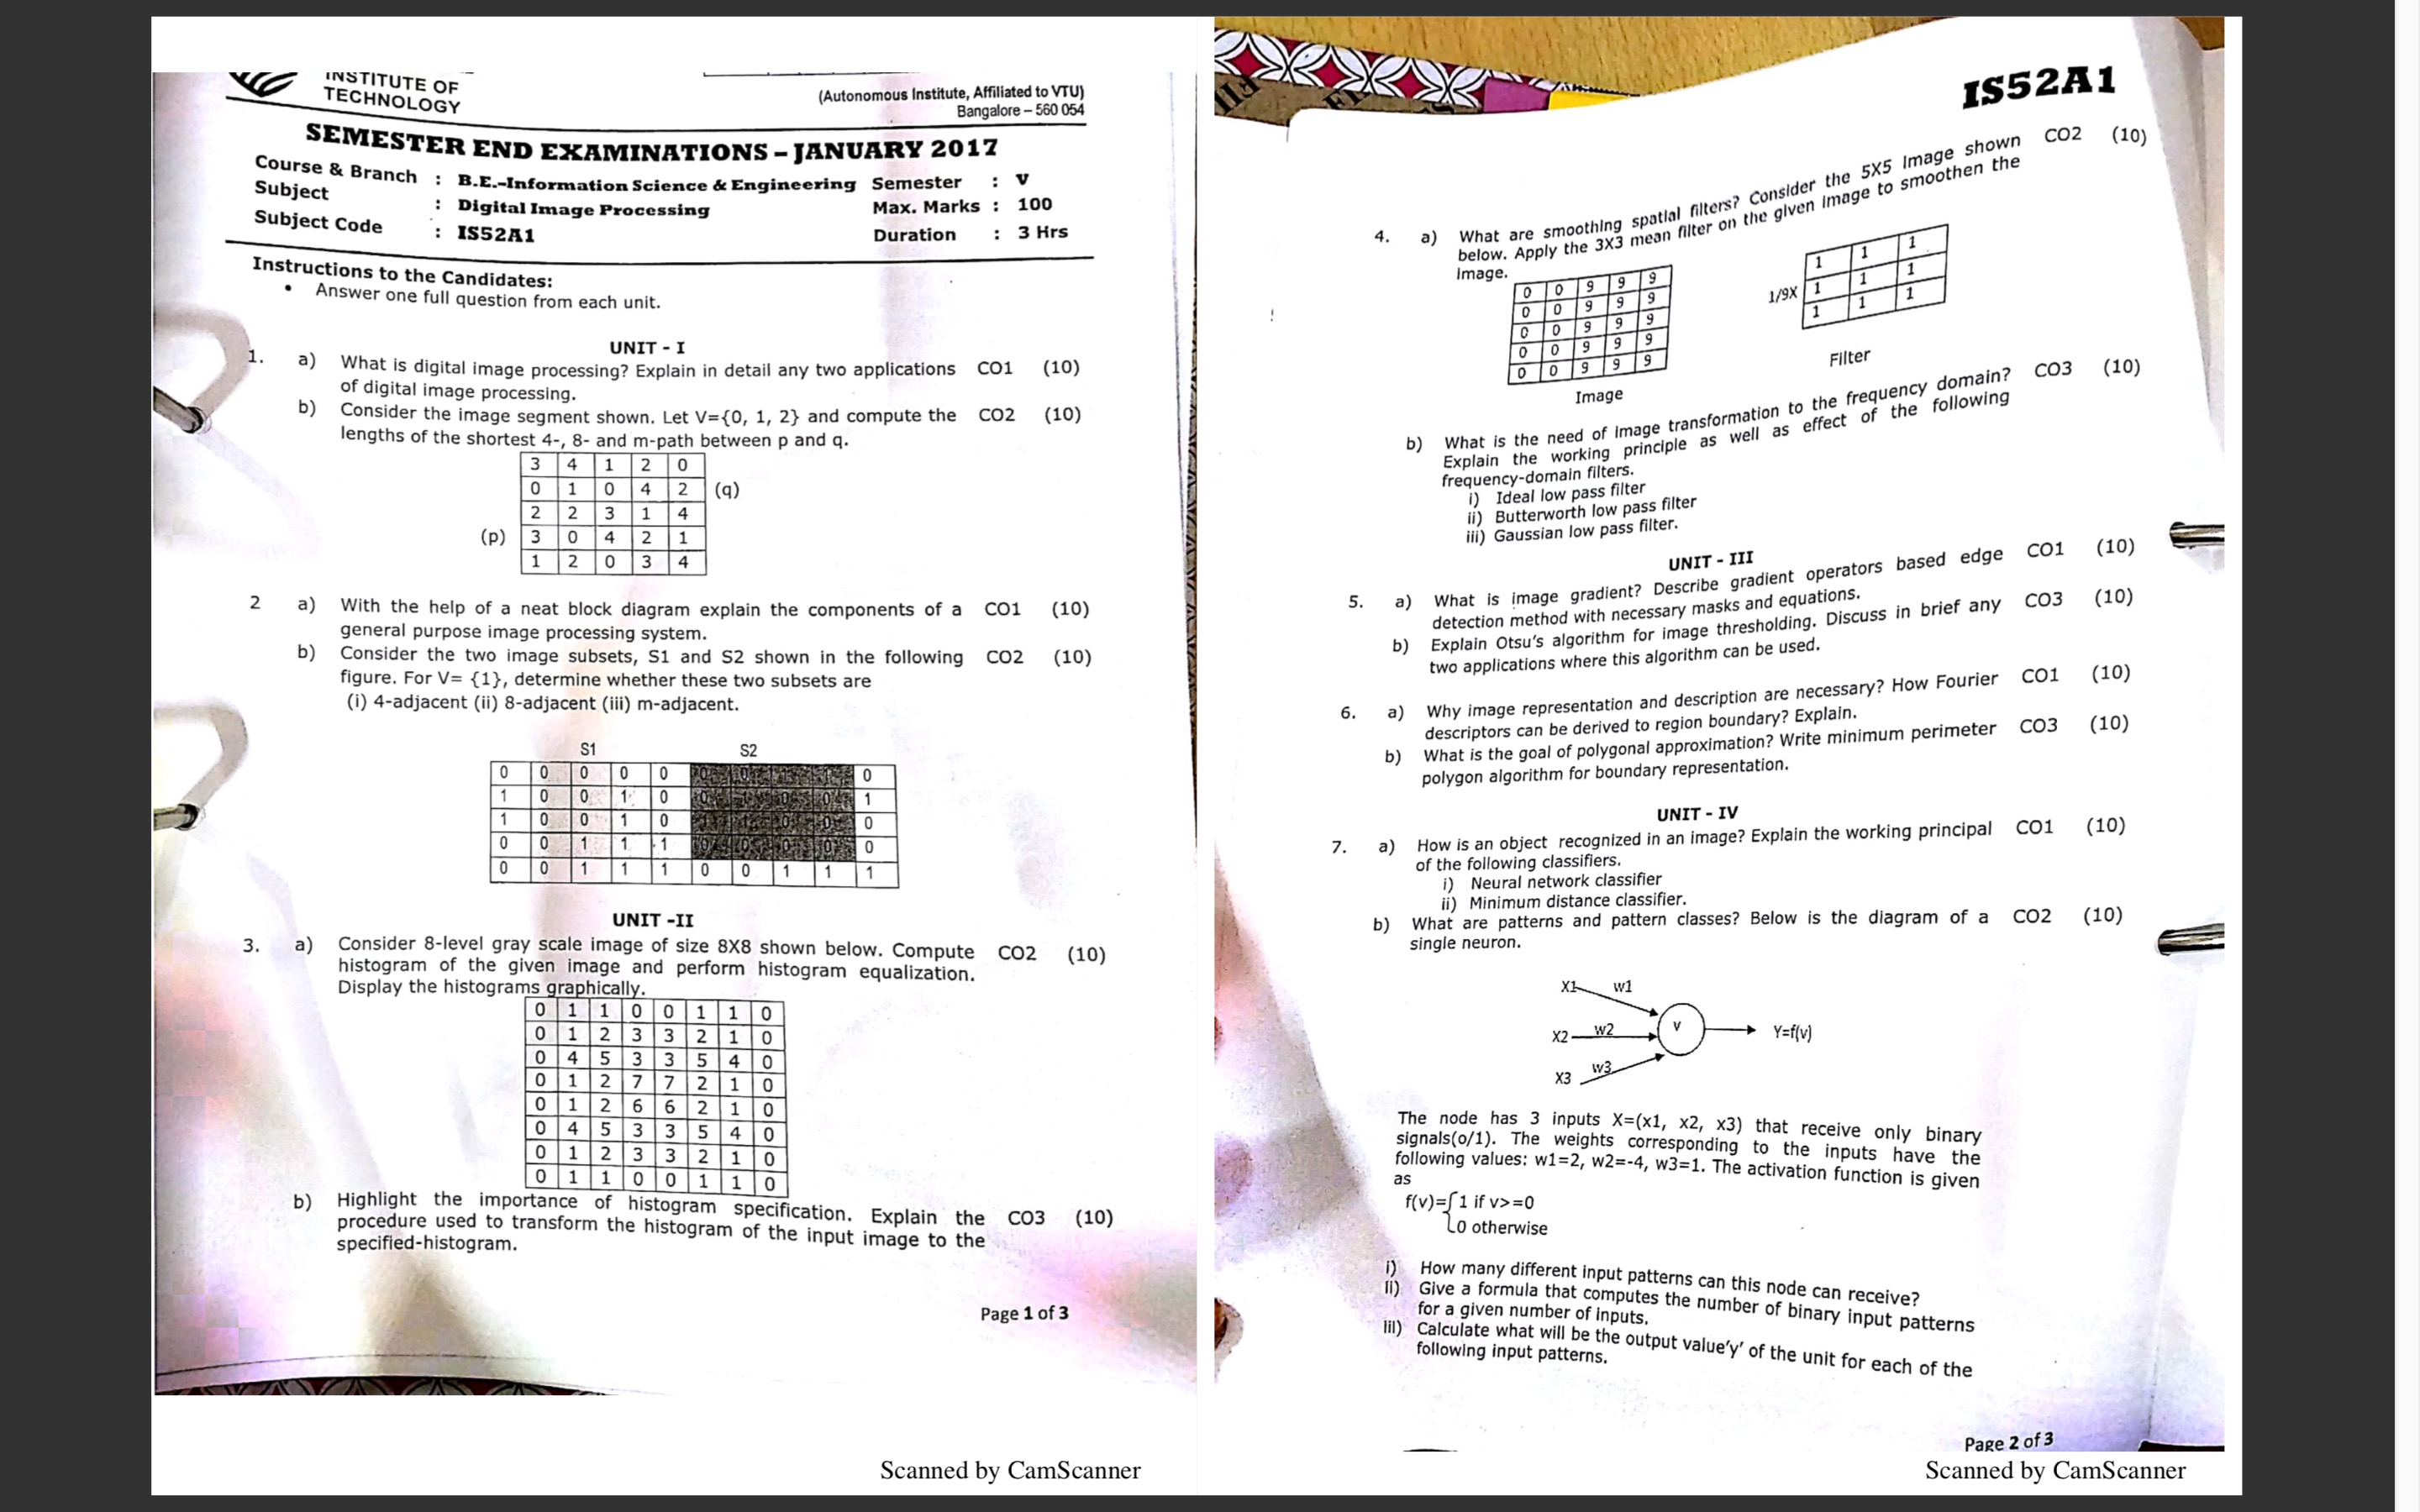 INSTITUTE OF
TECHNOLOGY
(Autonomous Institute, Affiliated to VTU)
Bangalore – 560 054
SEMESTER END EXAMINATIONS – JANUARY 2017
Course & Branch : B.E.-Information Science & Engineering Semester : V
Subject : Digital Image Processing Max. Marks : 100
Subject Code : IS52A1 Duration : 3 Hrs
Instructions to the Candidates:
• Answer one full question from each unit.
UNIT - I
1. a) What is digital image processing? Explain in detail any two applications CO1 (10)
of digital image processing.
b) Consider the image segment shown. Let V={0, 1, 2} and compute the CO2 (10)
lengths of the shortest 4-, 8- and m-path between p and q.
3 4 1 2 0
0 1 0 4 2 (q)
2 2 3 1 4
(p) 3 0 4 2 1
1 2 0 3 4
2 a) With the help of a neat block diagram explain the components of a CO1 (10)
general purpose image processing system.
b) Consider the two image subsets, S1 and S2 shown in the following CO2 (10)
figure. For V= {1}, determine whether these two subsets are
(i) 4-adjacent (ii) 8-adjacent (iii) m-adjacent.
S1 S2
0 0 0 0 0 0
1 0 0 1 0 1
1 0 0 1 0 0
0 0 1 1 1 0
0 0 1 1 1 0 0 1 1 1
UNIT -II
3. a) Consider 8-level gray scale image of size 8X8 shown below. Compute CO2 (10)
histogram of the given image and perform histogram equalization.
Display the histograms graphically.
0 1 1 0 0 1 1 0
0 1 2 3 3 2 1 0
0 4 5 3 3 5 4 0
0 1 2 7 7 2 1 0
0 1 2 6 6 2 1 0
0 4 5 3 3 5 4 0
0 1 2 3 3 2 1 0
0 1 1 0 0 1 1 0
b) Highlight the importance of histogram specification. Explain the CO3 (10)
procedure used to transform the histogram of the input image to the
specified-histogram.
Page 1 of 3
Scanned by CamScanner
IS52A1
4. a) What are smoothing spatial filters? Consider the 5X5 Image shown CO2 (10)
below. Apply the 3X3 mean filter on the given image to smoothen the
image.
0 0 9 9 9
0 0 9 9 9
0 0 9 9 9
0 0 9 9 9
0 0 9 9 9
Image
1 1 1
1/9X 1 1 1
1 1 1
Filter
b) What is the need of image transformation to the frequency domain? CO3 (10)
Explain the working principle as well as effect of the following
frequency-domain filters.
i) Ideal low pass filter
ii) Butterworth low pass filter
iii) Gaussian low pass filter.
UNIT - III
5. a) What is image gradient? Describe gradient operators based edge CO1 (10)
detection method with necessary masks and equations.
b) Explain Otsu's algorithm for image thresholding. Discuss in brief any CO3 (10)
two applications where this algorithm can be used.
6. a) Why image representation and description are necessary? How Fourier CO1 (10)
descriptors can be derived to region boundary? Explain.
b) What is the goal of polygonal approximation? Write minimum perimeter CO3 (10)
polygon algorithm for boundary representation.
UNIT - IV
7. a) How is an object recognized in an image? Explain the working principal CO1 (10)
of the following classifiers.
i) Neural network classifier
ii) Minimum distance classifier.
b) What are patterns and pattern classes? Below is the diagram of a CO2 (10)
single neuron.
X1 w1
X2 w2 V Y=f(v)
X3 w3
The node has 3 inputs X=(x1, x2, x3) that receive only binary
signals(o/1). The weights corresponding to the inputs have the
following values: w1=2, w2=-4, w3=1. The activation function is given
as
f(v)={1 if v>=0
0 otherwise
i) How many different input patterns can this node can receive?
ii) Give a formula that computes the number of binary input patterns
for a given number of inputs.
iii) Calculate what will be the output value'y' of the unit for each of the
following input patterns.
Page 2 of 3
Scanned by CamScanner